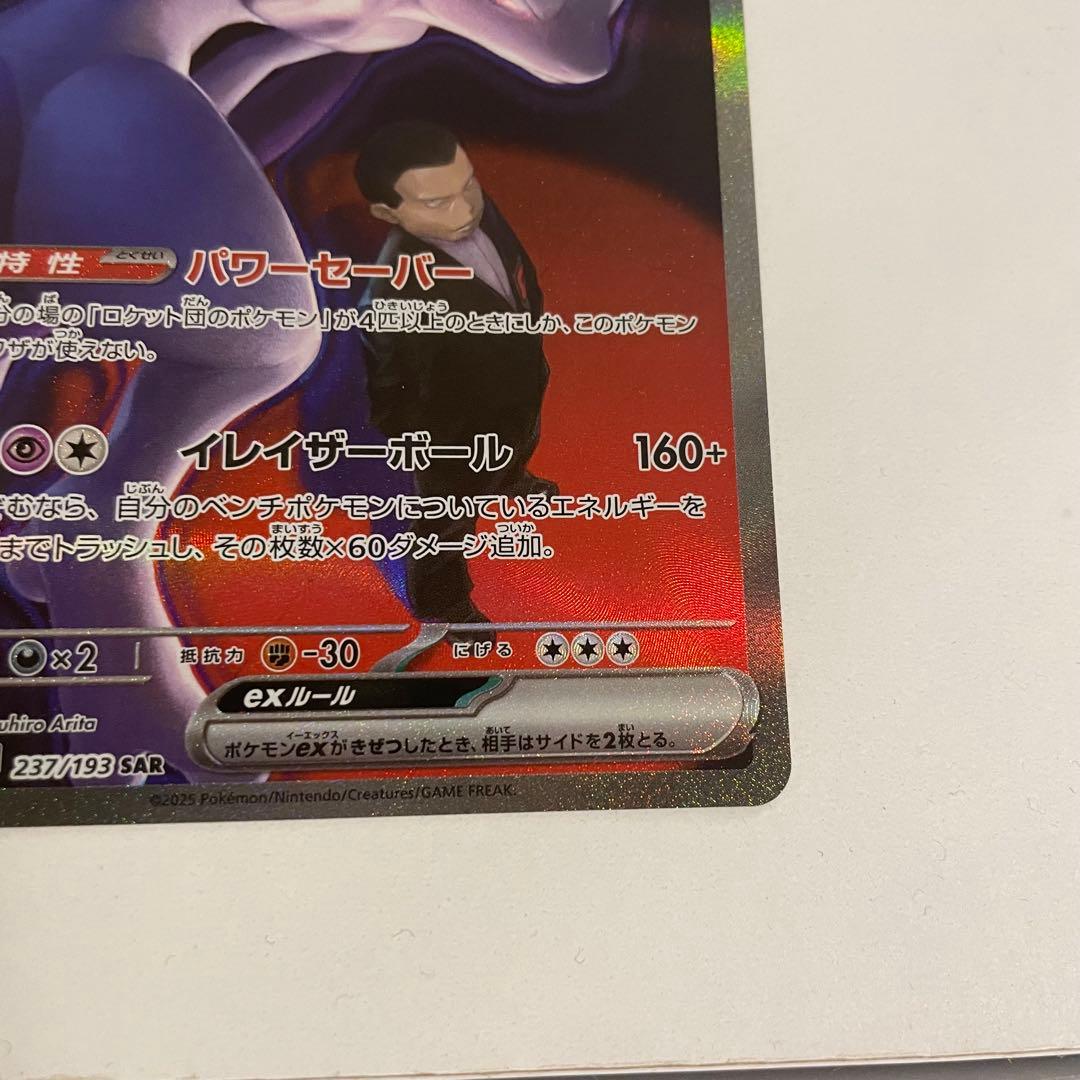 特性 とくせい パワーセーバー
分の場の「ロケット団のポケモン」が4匹以上のときにしか、このポケモン
ワザが使えない。
イレイザーボール 160+
むなら、自分のベンチポケモンについているエネルギーを
までトラッシュし、その枚数×60ダメージ追加。
×2 抵抗力 -30 にげる
exルール
ポケモンexがきぜつしたとき、相手はサイドを2枚とる。
uhiro Arita
237/193 SAR
©2025 Pokémon/Nintendo/Creatures/GAME FREAK.